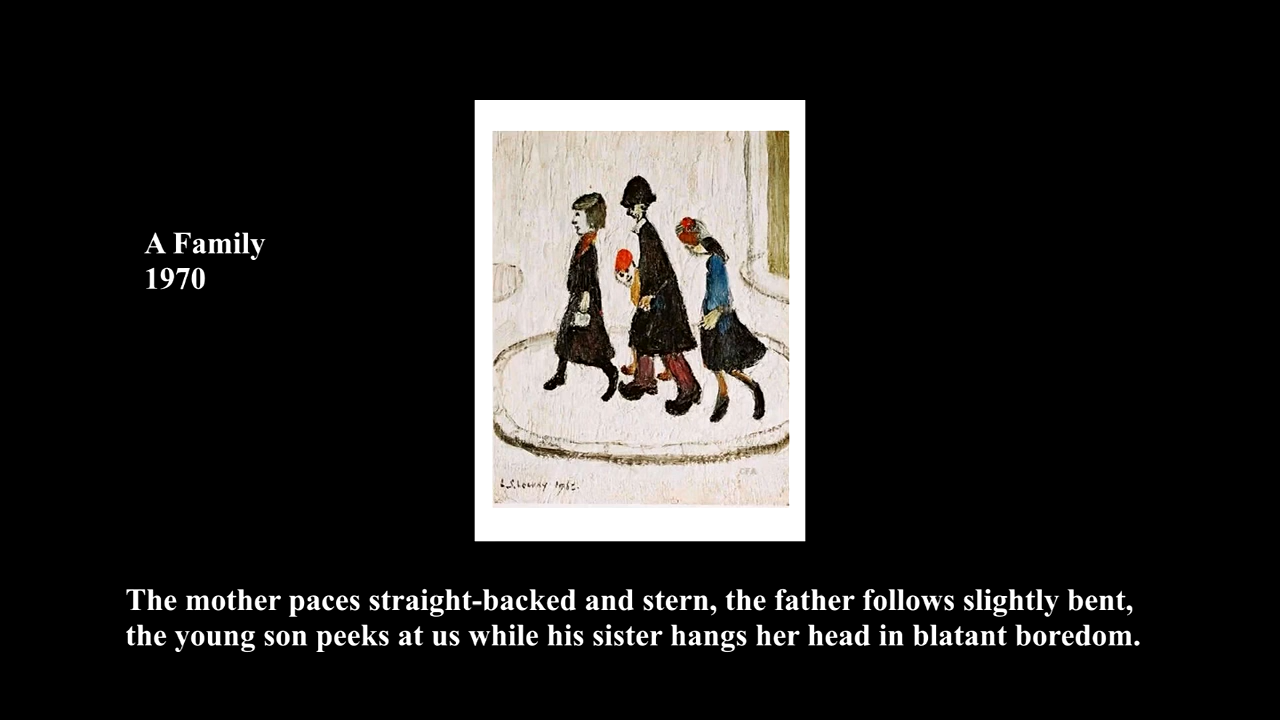 A Family
1970
L.S. LOWRY
The mother paces straight-backed and stern, the father follows slightly bent,
the young son peeks at us while his sister hangs her head in blatant boredom.